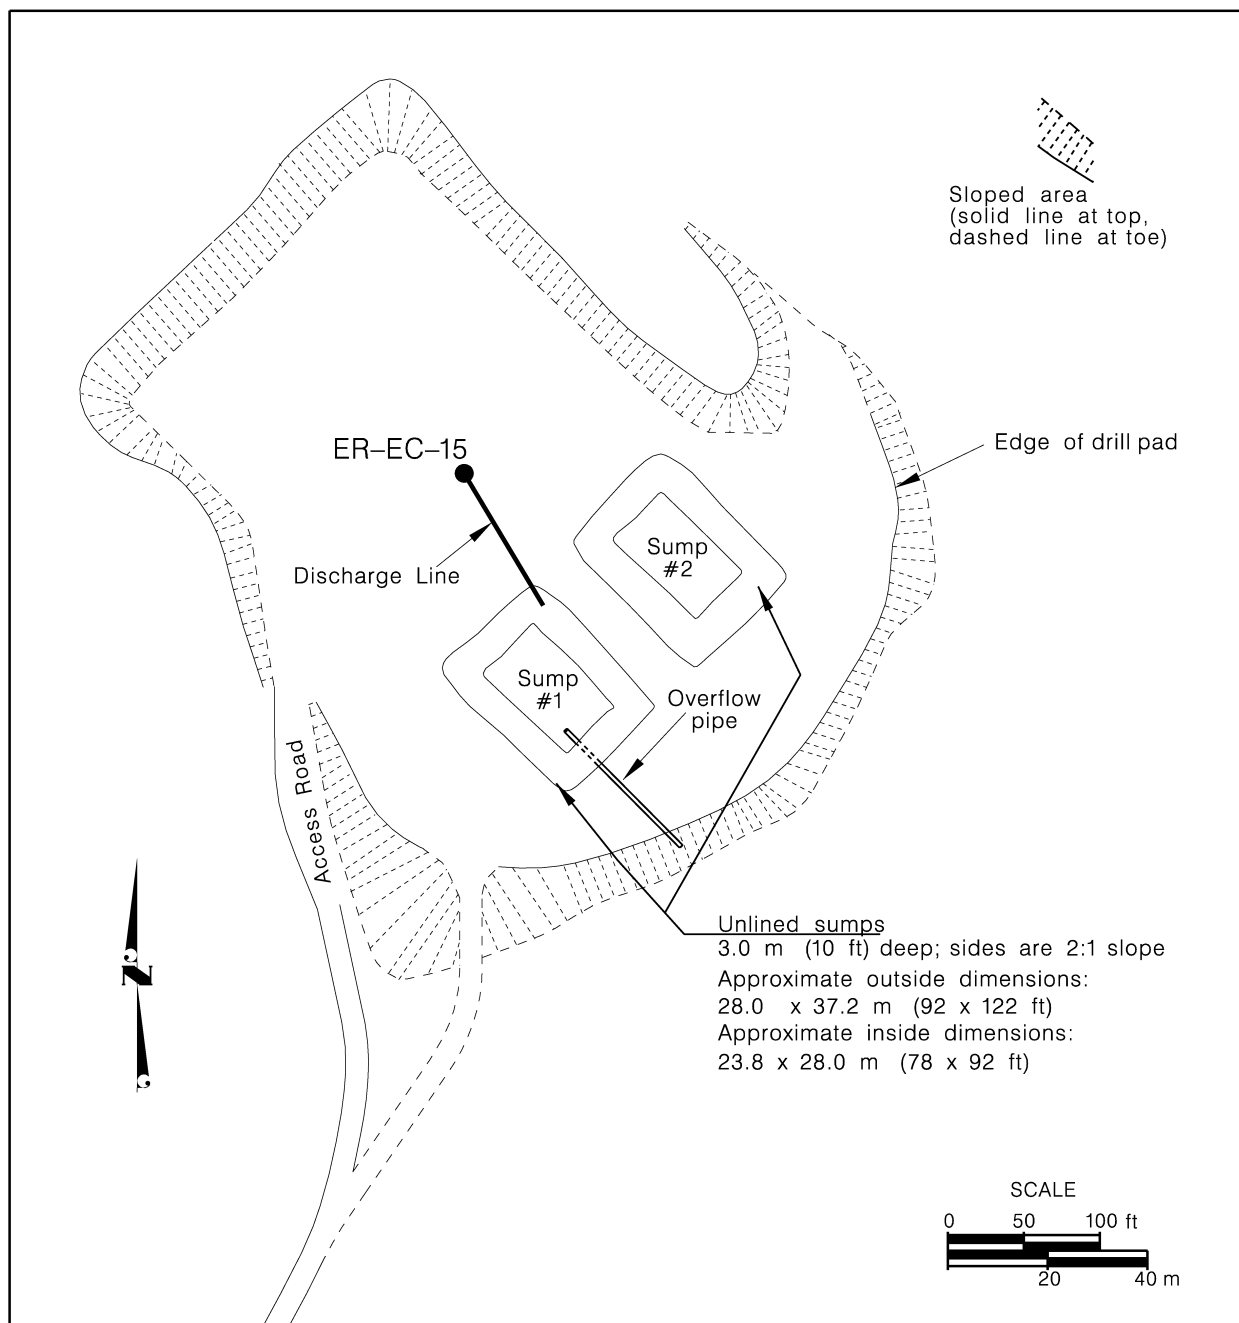 Sloped area
(solid line at top,
dashed line at toe)
ER–EC–15
Edge of drill pad
Discharge Line
Sump
#2
Sump
#1
Overflow
pipe
Access Road
N
Unlined sumps
3.0 m (10 ft) deep; sides are 2:1 slope
Approximate outside dimensions:
28.0 x 37.2 m (92 x 122 ft)
Approximate inside dimensions:
23.8 x 28.0 m (78 x 92 ft)
SCALE
0 50 100 ft
20 40 m